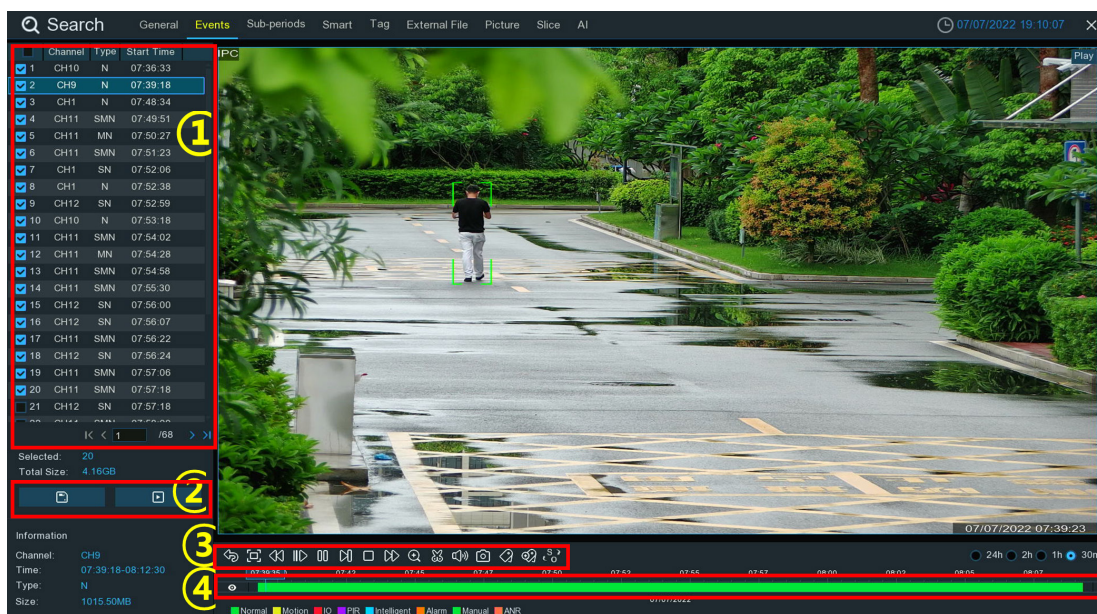 Search General Events Sub-periods Smart Tag External File Picture Slice AI 07/07/2022 19:10:07
Channel Type Start Time
1 CH10 N 07:36:33
2 CH9 N 07:39:18
3 CH1 N 07:48:34
4 CH11 SMN 07:49:51
5 CH11 MN 07:50:27
6 CH11 SMN 07:51:23
7 CH1 SN 07:52:06
8 CH1 N 07:52:38
9 CH12 SN 07:52:59
10 CH10 N 07:53:18
11 CH11 SMN 07:54:02
12 CH11 MN 07:54:28
13 CH11 SMN 07:54:58
14 CH11 SMN 07:55:30
15 CH12 SN 07:56:00
16 CH12 SN 07:56:07
17 CH11 SMN 07:56:22
18 CH12 SN 07:56:24
19 CH11 SMN 07:57:06
20 CH11 SMN 07:57:18
21 CH12 SN 07:57:18
1 /68
①
Selected: 20
Total Size: 4.16GB
②
Information
Channel: CH9
Time: 07:39:18-08:12:30
Type: N
Size: 1015.50MB
IPC
Play
07/07/2022 07:39:23
③
S O
24h 2h 1h 30m
④
07:39:35 07:42 07:45 07:47 07:50 07:52 07:55 07:57 08:00 08:02 08:05 08:07
07/07/2022
Normal Motion IO PIR Intelligent Alarm Manual ANR